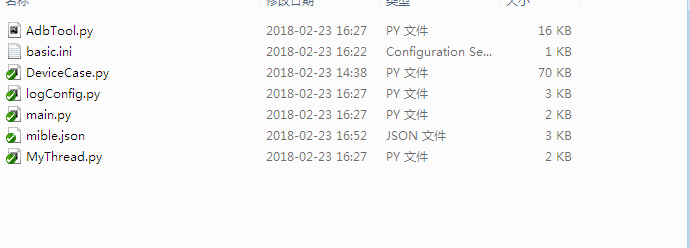 名称 修改日期 类型 大小
AdbTool.py 2018-02-23 16:27 PY 文件 16 KB
basic.ini 2018-02-23 16:22 Configuration Se... 1 KB
DeviceCase.py 2018-02-23 14:38 PY 文件 70 KB
logConfig.py 2018-02-23 16:27 PY 文件 3 KB
main.py 2018-02-23 16:27 PY 文件 2 KB
mible.json 2018-02-23 16:52 JSON 文件 3 KB
MyThread.py 2018-02-23 16:27 PY 文件 2 KB